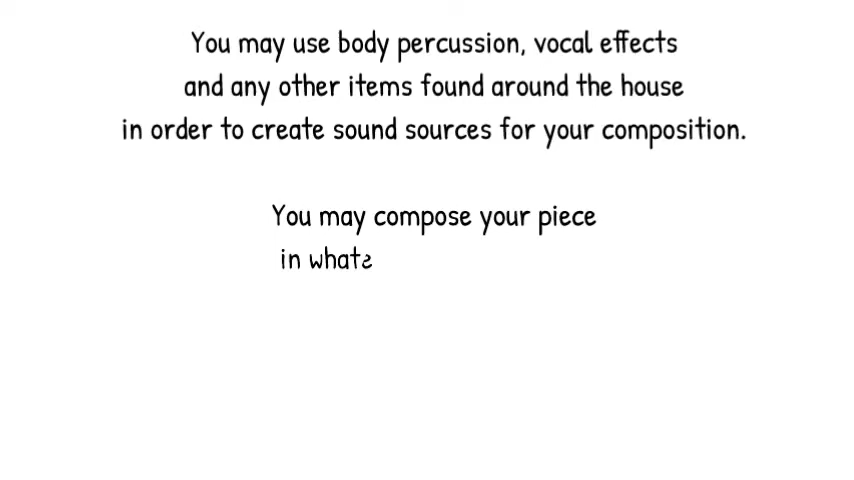 You may use body percussion, vocal effects
and any other items found around the house
in order to create sound sources for your composition.
You may compose your piece
in what